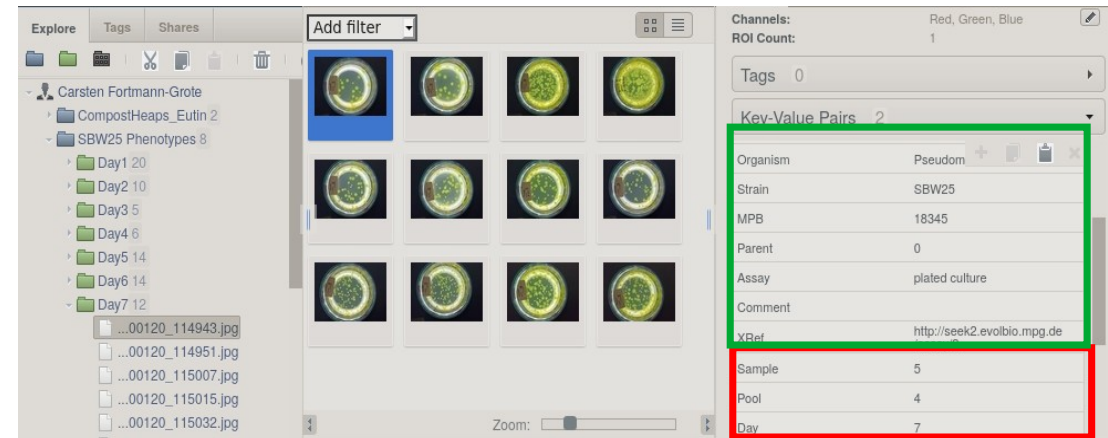 Explore Tags Shares
Carsten Fortmann-Grote
CompostHeaps_Eutin 2
SBW25 Phenotypes 8
Day1 20
Day2 10
Day3 5
Day4 6
Day5 14
Day6 14
Day7 12
...00120_114943.jpg
...00120_114951.jpg
...00120_115007.jpg
...00120_115015.jpg
...00120_115032.jpg
Add filter
Zoom:
Channels: Red, Green, Blue
ROI Count: 1
Tags 0
Key-Value Pairs 2
Organism Pseudom
Strain SBW25
MPB 18345
Parent 0
Assay plated culture
Comment
XRef http://seek2.evolbio.mpg.de
Sample 5
Pool 4
Day 7